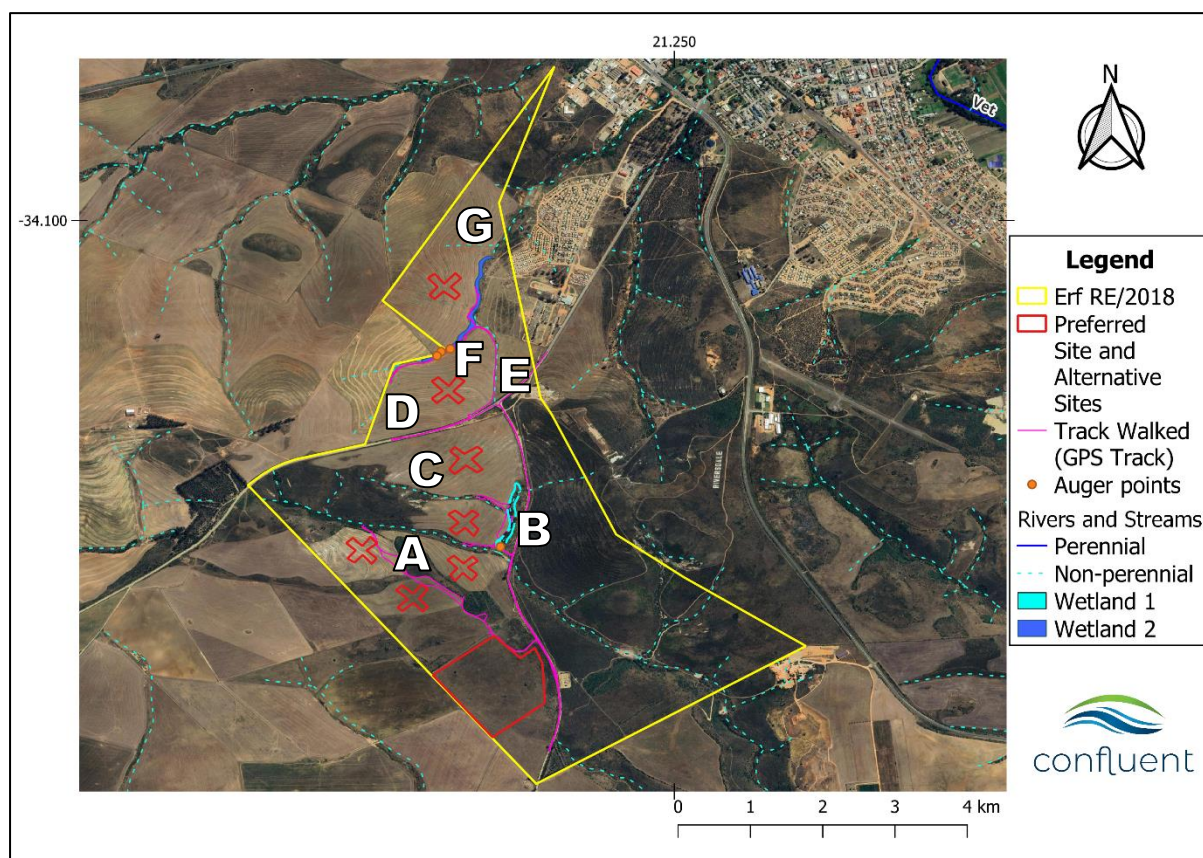 21.250
N
Vet
-34.100
G
F
E
D
C
B
A
RIVERSDALE
Legend
Erf RE/2018
Preferred
Site and
Alternative
Sites
Track Walked
(GPS Track)
Auger points
Rivers and Streams
Perennial
Non-perennial
Wetland 1
Wetland 2
confluent
0 1 2 3 4 km